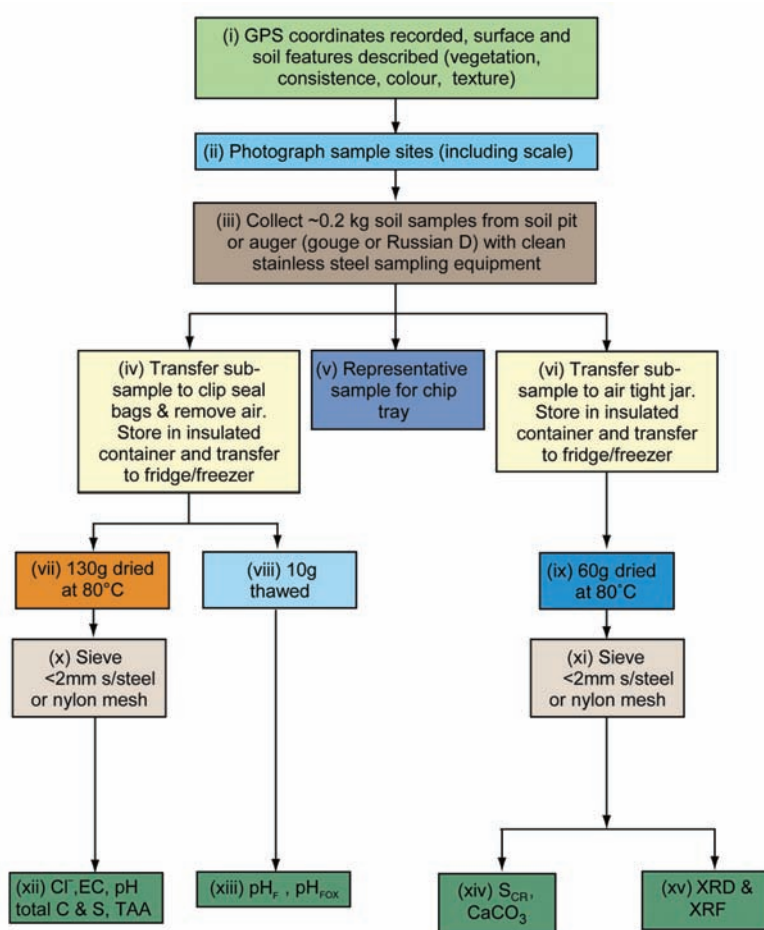 (i) GPS coordinates recorded, surface and
soil features described (vegetation,
consistence, colour, texture)
(ii) Photograph sample sites (including scale)
(iii) Collect ~0.2 kg soil samples from soil pit
or auger (gouge or Russian D) with clean
stainless steel sampling equipment
(iv) Transfer sub-
sample to clip seal
bags & remove air.
Store in insulated
container and transfer
to fridge/freezer
(v) Representative
sample for chip
tray
(vi) Transfer sub-
sample to air tight jar.
Store in insulated
container and transfer
to fridge/freezer
(vii) 130g dried
at 80°C
(viii) 10g
thawed
(ix) 60g dried
at 80°C
(x) Sieve
<2mm s/steel
or nylon mesh
(xi) Sieve
<2mm s/steel
or nylon mesh
(xii) Cl⁻,EC, pH
total C & S, TAA
(xiii) pH_F , pH_FOX
(xiv) S_CR,
CaCO₃
(xv) XRD &
XRF